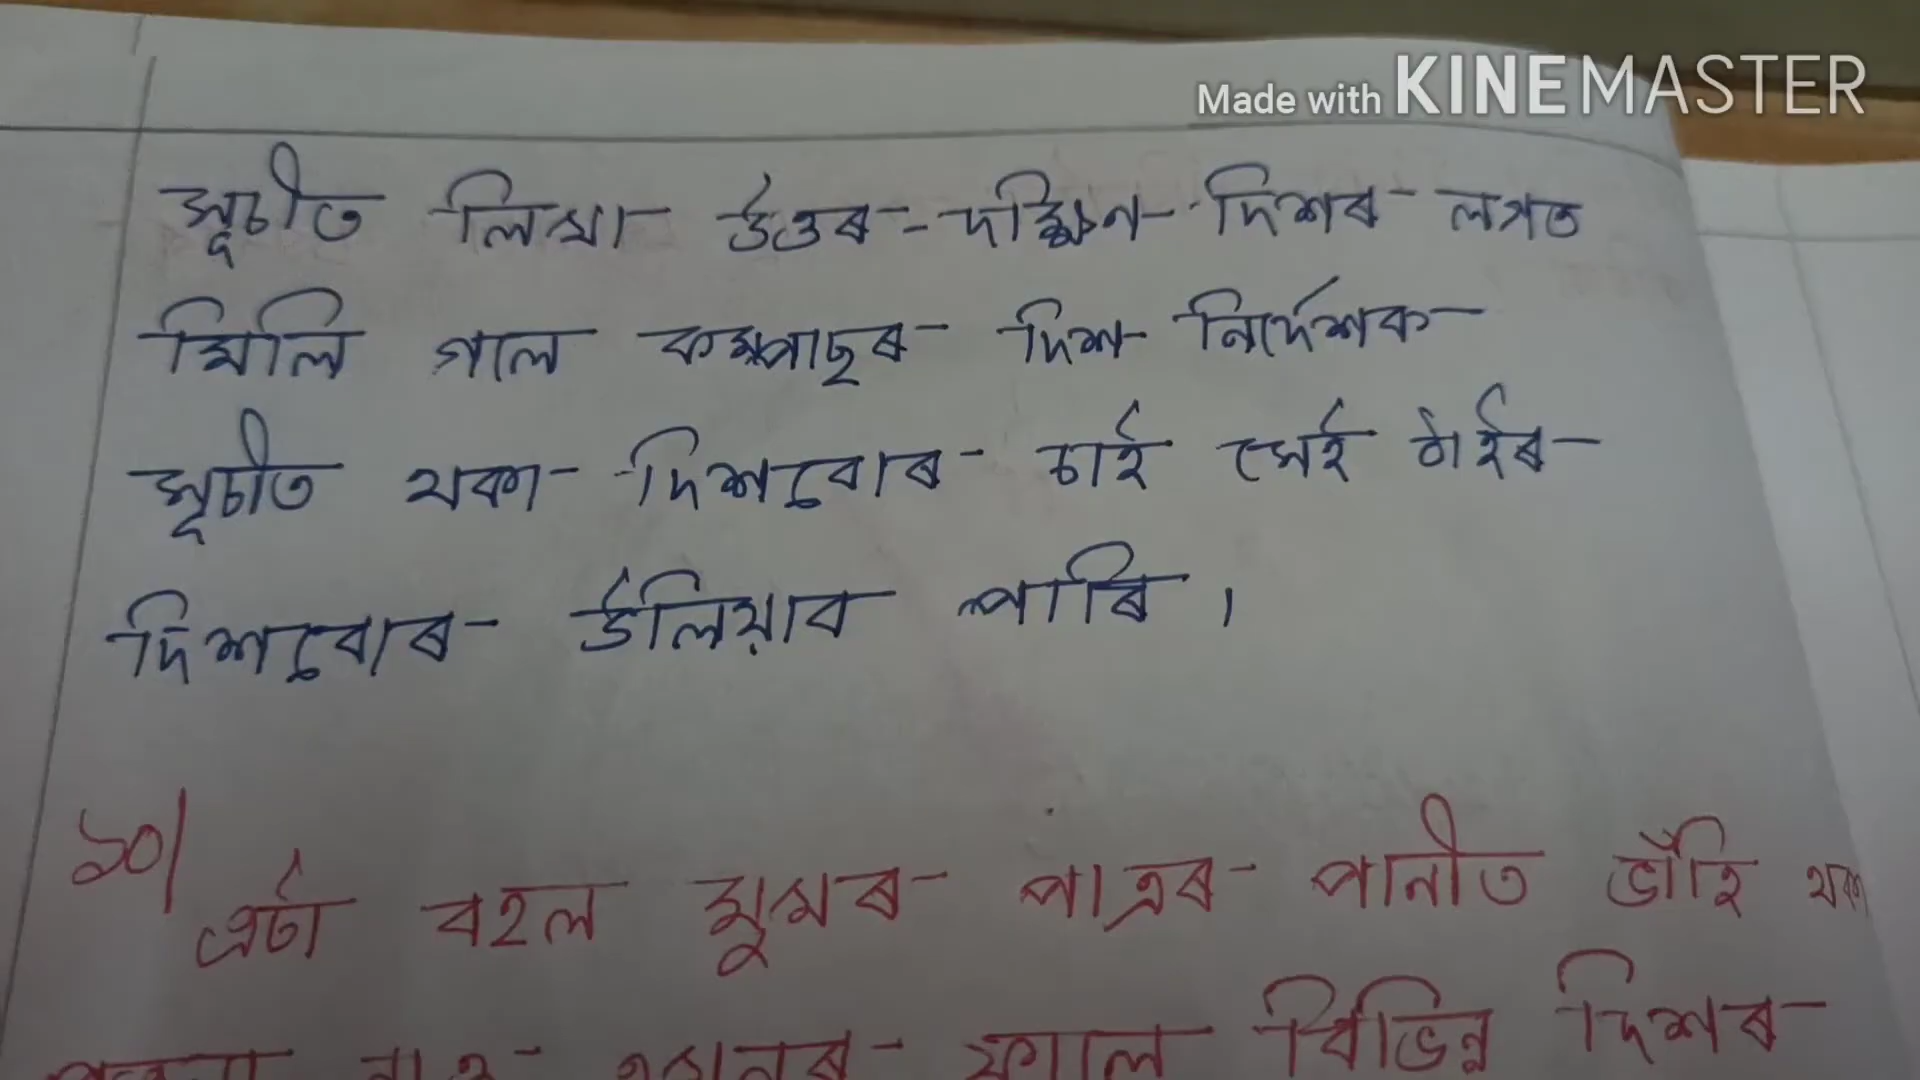 Made with KINEMASTER
সূচীত লিখা উত্তৰ-দক্ষিণ দিশৰ লগত
মিলি গলে কম্পাছৰ দিশ নিৰ্দেশক
সূচীত থকা দিশবোৰ চাই সেই ঠাইৰ
দিশবোৰ উলিয়াব পাৰি ।
১০/ এটা বহল মুখৰ পাত্ৰৰ পানীত ভাঁহি থকা
ফালে বিভিন্ন দিশৰ